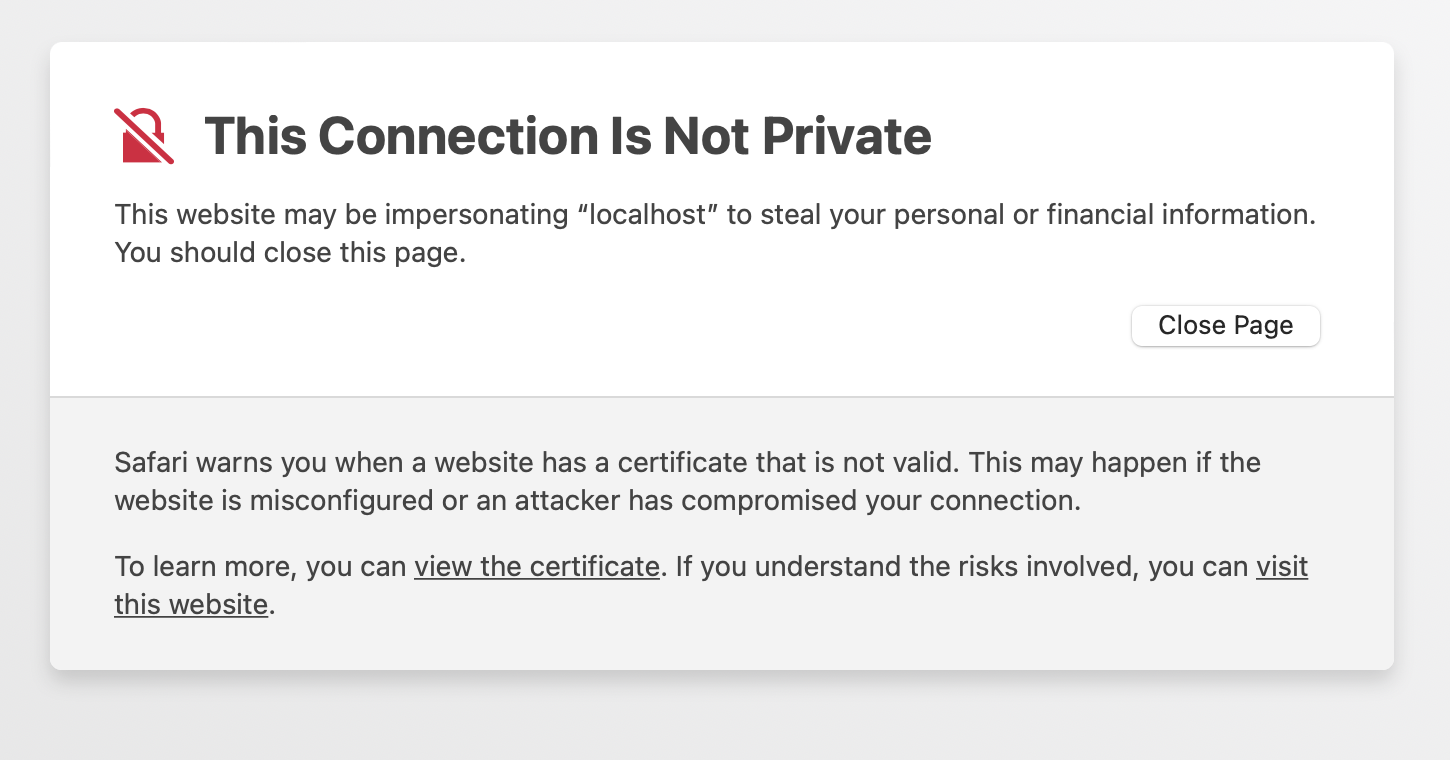 This Connection Is Not Private
This website may be impersonating “localhost” to steal your personal or financial information.
You should close this page.
Close Page
Safari warns you when a website has a certificate that is not valid. This may happen if the
website is misconfigured or an attacker has compromised your connection.
To learn more, you can view the certificate. If you understand the risks involved, you can visit
this website.